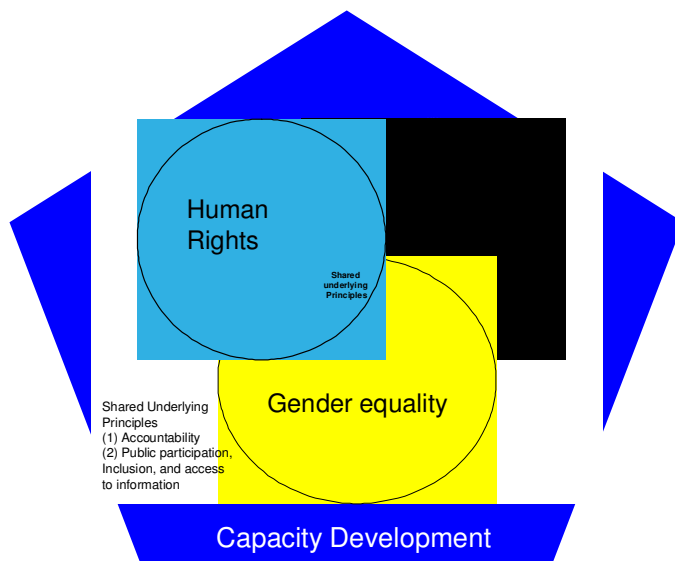 Human
Rights
Shared
underlying
Principles
Gender equality
Shared Underlying
Principles
(1) Accountability
(2) Public participation,
Inclusion, and access
to information
Capacity Development